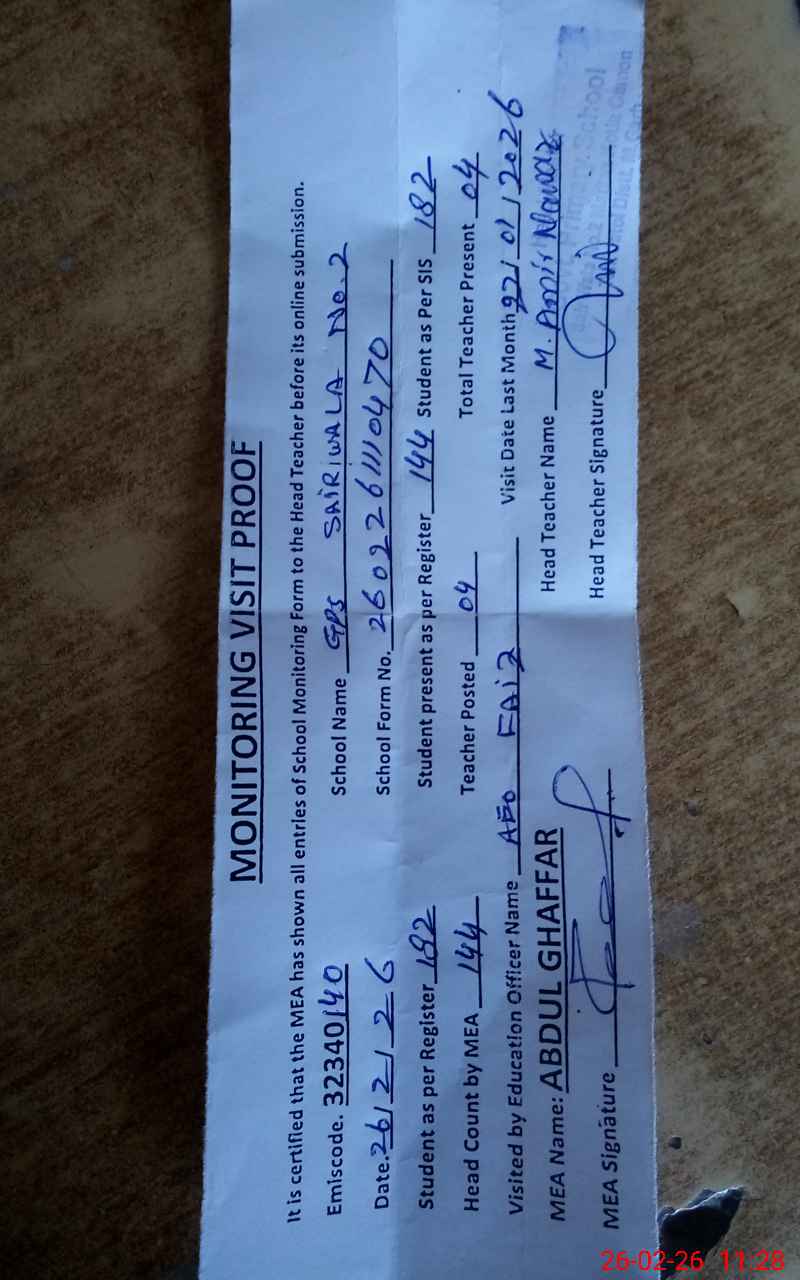 MONITORING VISIT PROOF
It is certified that the MEA has shown all entries of School Monitoring Form to the Head Teacher before its online submission.
Emiscode. 32340140 School Name GPS SAIRIWALA No. 2
Date. 26/2/26 School Form No. 26022611110470
Student as per Register 182 Student present as per Register 144 Student as Per SIS 182
Head Count by MEA 144 Teacher Posted 04 Total Teacher Present 04
Visited by Education Officer Name AEO FAIZ Visit Date Last Month 27/01/2026
MEA Name: ABDUL GHAFFAR Head Teacher Name M. Amir Nawaz
MEA Signature Head Teacher Signature
Primary School
26-02-26 11:28